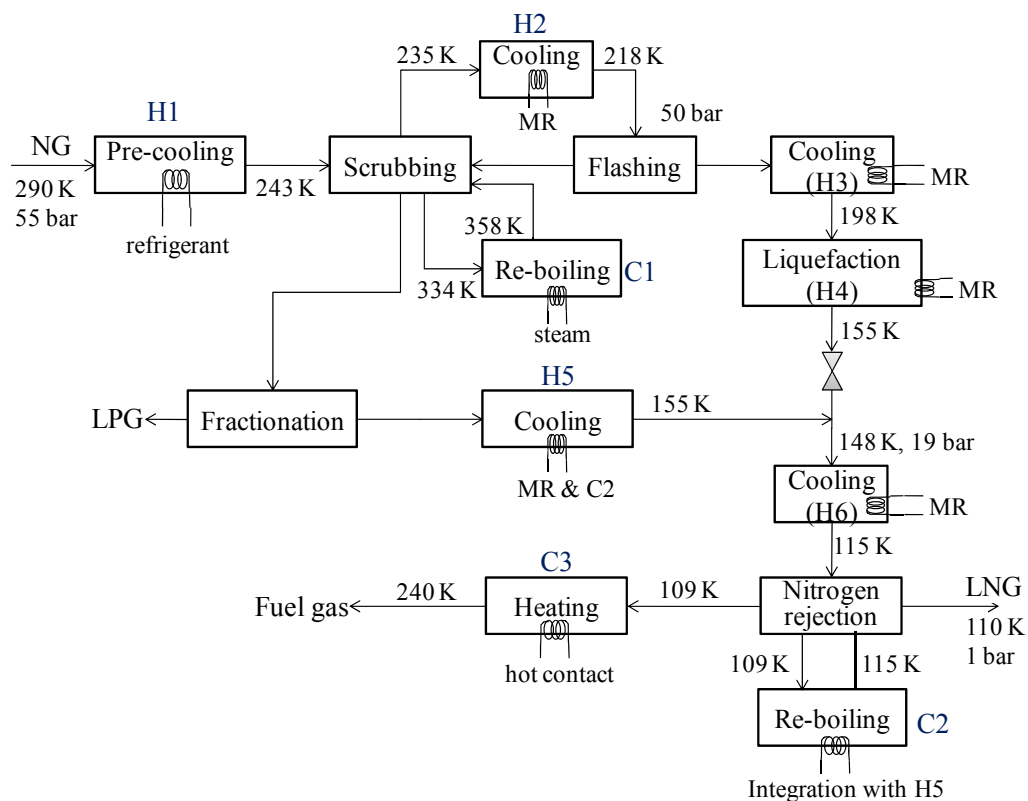 H2
235 K
Cooling
218 K
MR
50 bar
H1
NG
Pre-cooling
290 K
55 bar
243 K
refrigerant
Scrubbing
Flashing
Cooling
(H3)
MR
198 K
358 K
Re-boiling
C1
334 K
steam
Liquefaction
(H4)
MR
155 K
H5
LPG
Fractionation
Cooling
155 K
MR & C2
148 K, 19 bar
Cooling
(H6)
MR
115 K
C3
Fuel gas
240 K
Heating
109 K
hot contact
Nitrogen
rejection
LNG
110 K
1 bar
109 K
115 K
Re-boiling
C2
Integration with H5